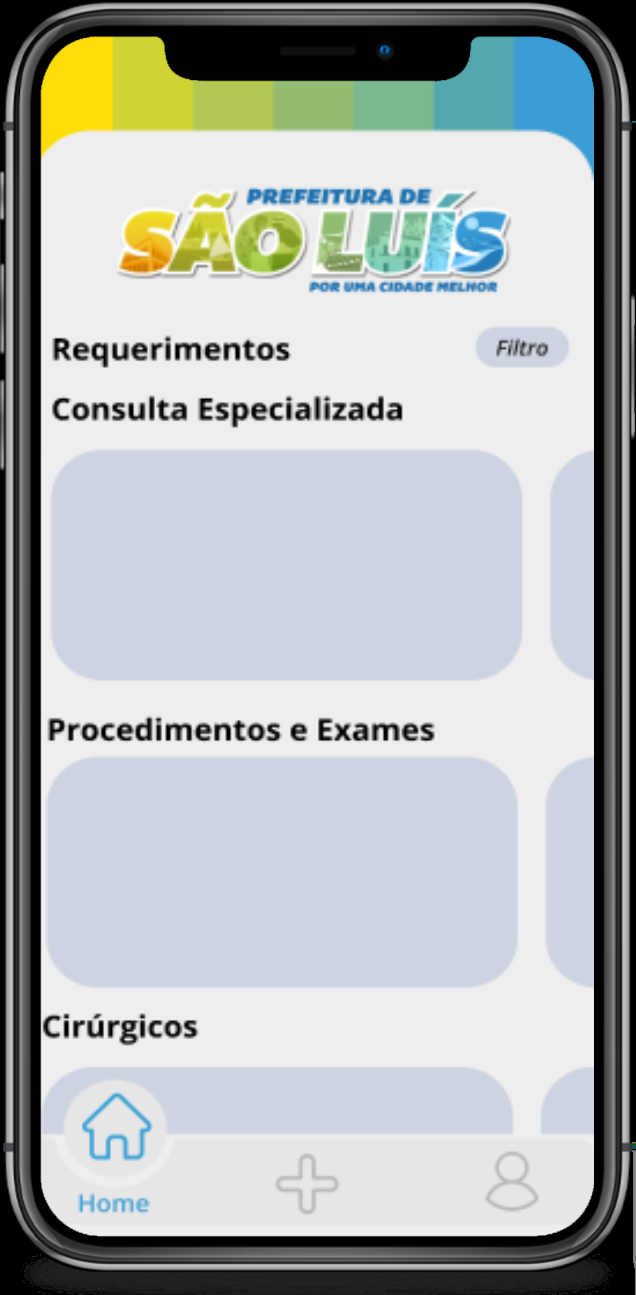 PREFEITURA DE
SÃO LUÍS
POR UMA CIDADE MELHOR
Requerimentos
Filtro
Consulta Especializada
Procedimentos e Exames
Cirúrgicos
Home